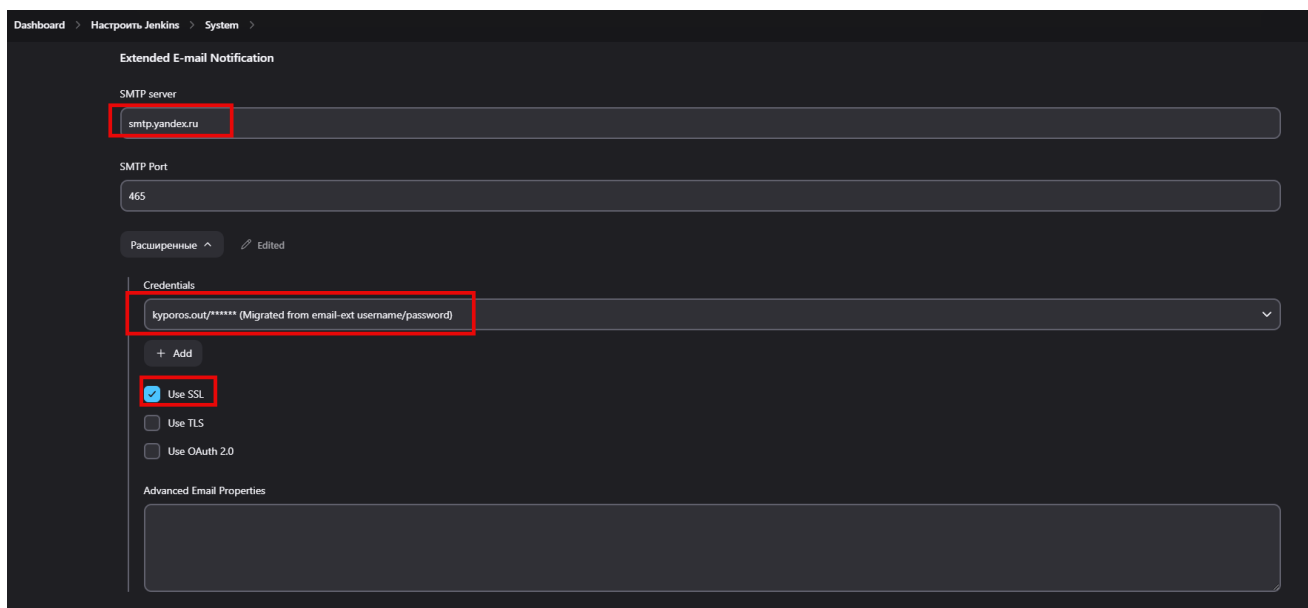 Dashboard > Настроить Jenkins > System >
Extended E-mail Notification
SMTP server
smtp.yandex.ru
SMTP Port
465
Расширенные Edited
Credentials
kyporos.out/****** (Migrated from email-ext username/password)
+ Add
Use SSL
Use TLS
Use OAuth 2.0
Advanced Email Properties